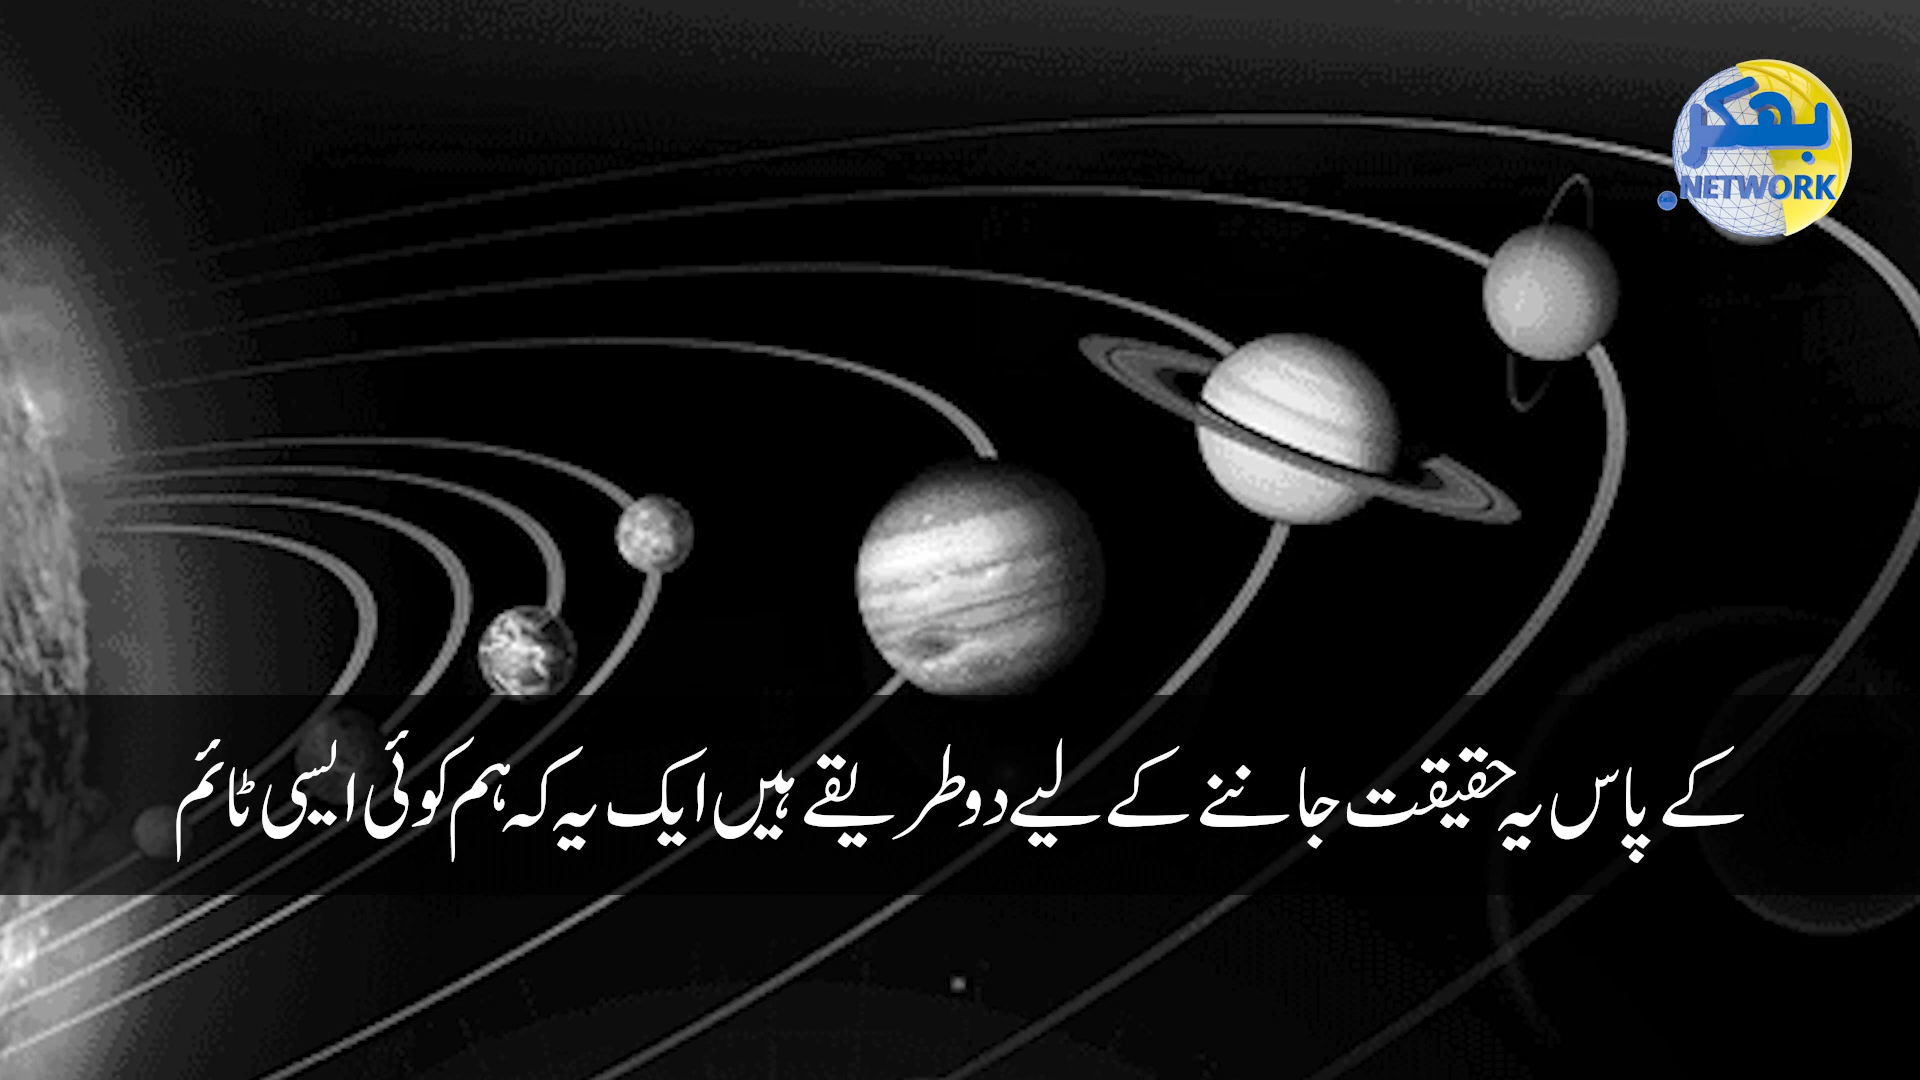 بھکر
NETWORK
کے پاس یہ حقیقت جاننے کے لیے دو طریقے ہیں ایک یہ کہ ہم کوئی ایسی ٹائم